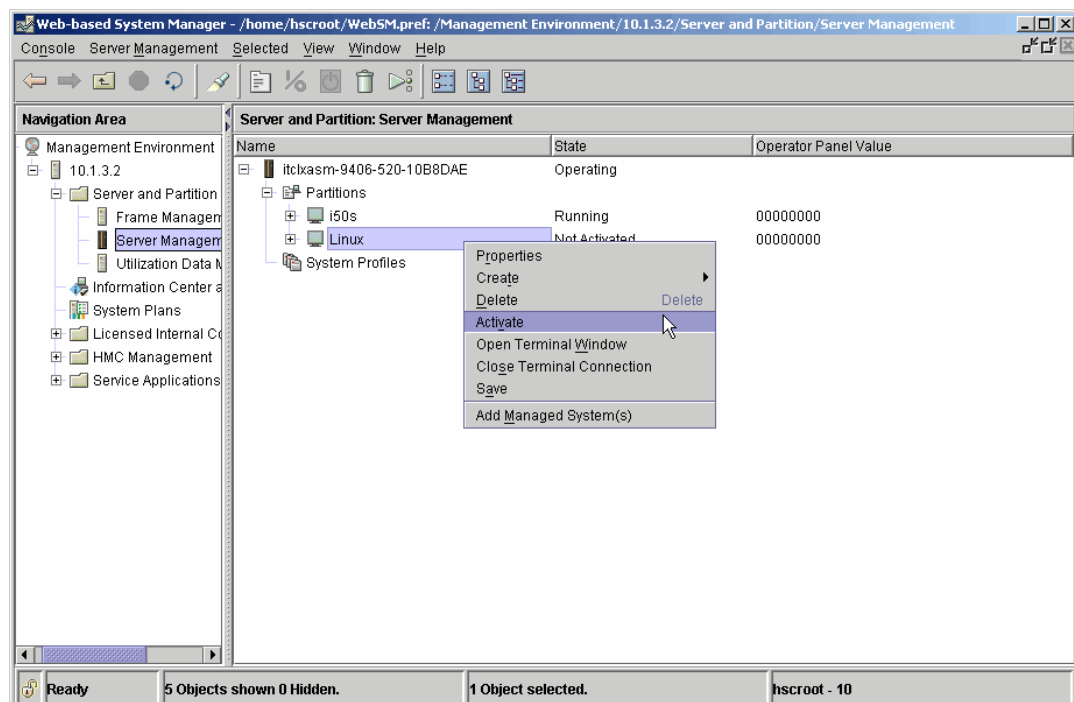 Web-based System Manager - /home/hscroot/WebSM.pref: /Management Environment/10.1.3.2/Server and Partition/Server Management
Console Server Management Selected View Window Help
Navigation Area
Server and Partition: Server Management
Management Environment
10.1.3.2
Server and Partition
Frame Managem
Server Managem
Utilization Data M
Information Center a
System Plans
Licensed Internal Co
HMC Management
Service Applications
Name State Operator Panel Value
itclxasm-9406-520-10B8DAE Operating
Partitions
i50s Running 00000000
Linux Not Activated 00000000
System Profiles
Properties
Create
Delete Delete
Activate
Open Terminal Window
Close Terminal Connection
Save
Add Managed System(s)
Ready 5 Objects shown 0 Hidden. 1 Object selected. hscroot - 10